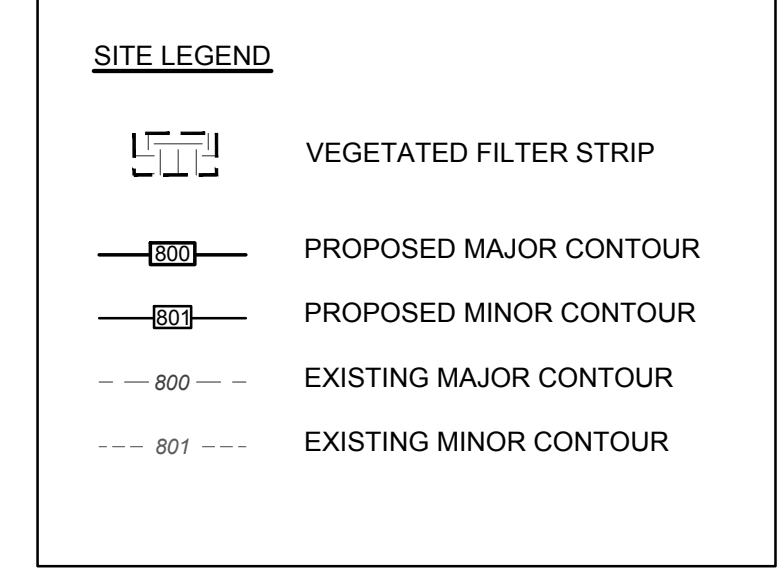 SITE LEGEND
VEGETATED FILTER STRIP
800 PROPOSED MAJOR CONTOUR
801 PROPOSED MINOR CONTOUR
800 EXISTING MAJOR CONTOUR
801 EXISTING MINOR CONTOUR